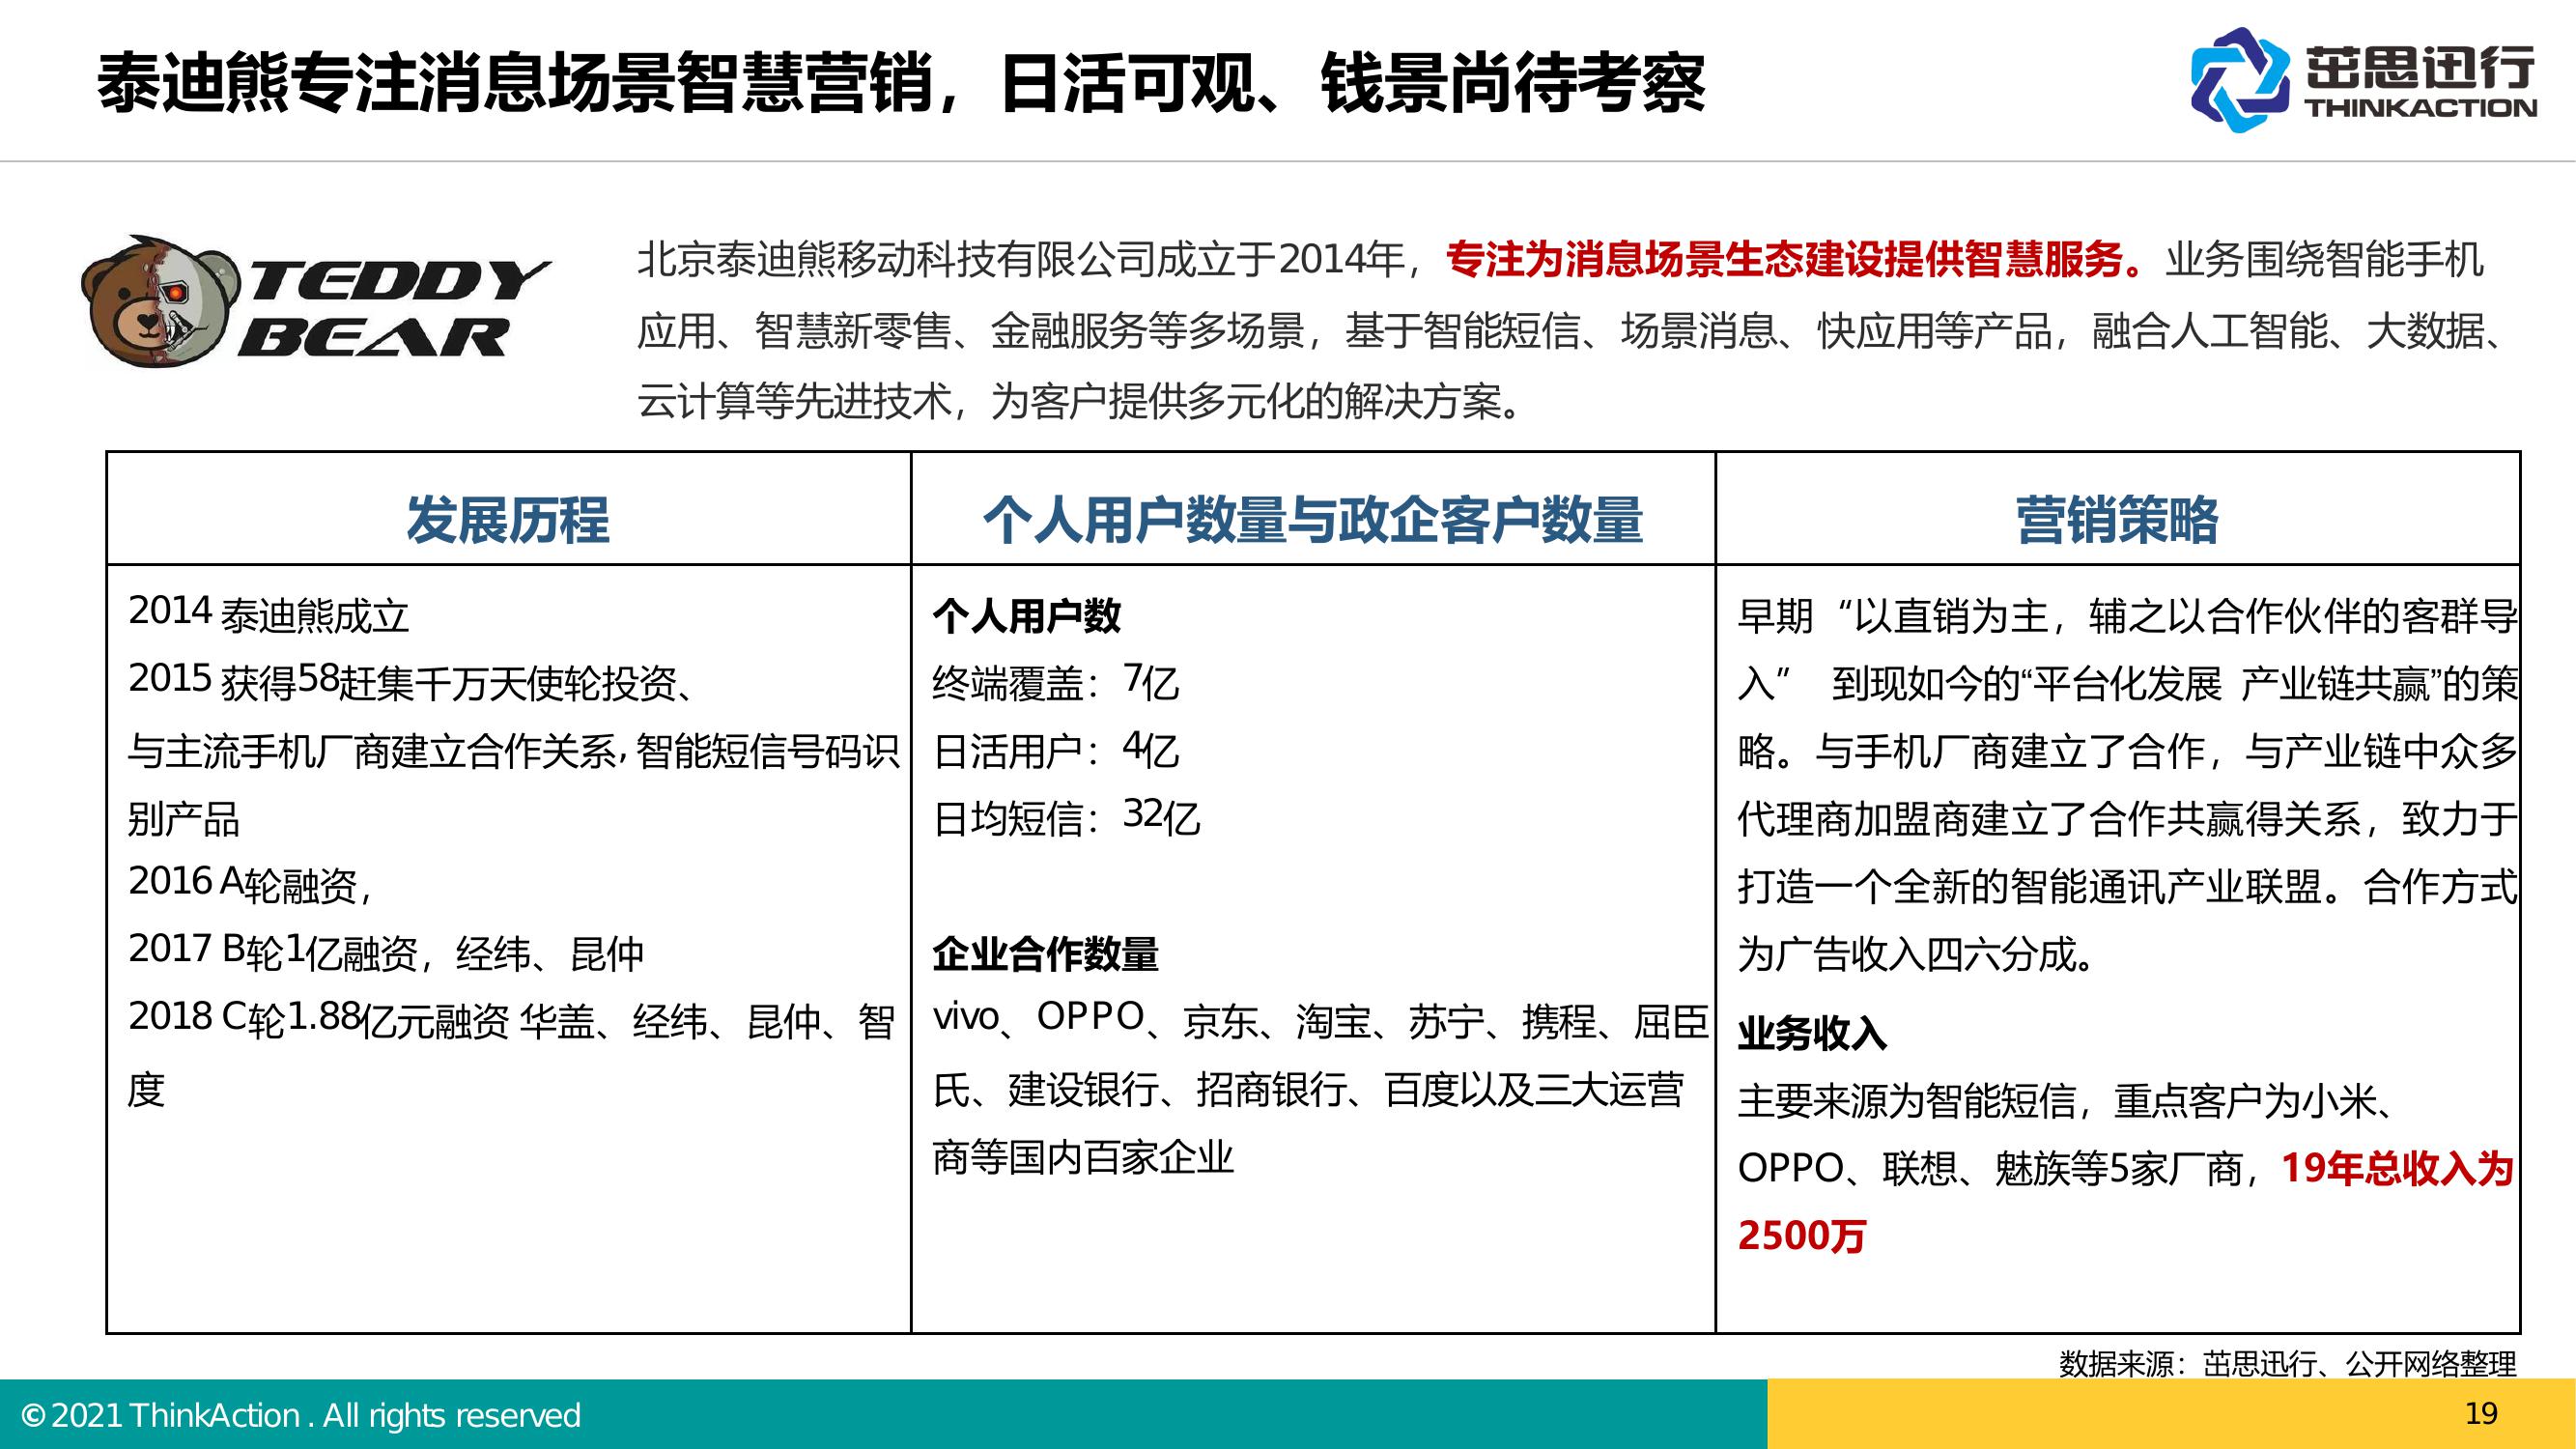 泰迪熊专注消息场景智慧营销，日活可观、钱景尚待考察
茁思迅行
THINKACTION
TEDDY
BEAR
北京泰迪熊移动科技有限公司成立于2014年，专注为消息场景生态建设提供智慧服务。业务围绕智能手机
应用、智慧新零售、金融服务等多场景，基于智能短信、场景消息、快应用等产品，融合人工智能、大数据、
云计算等先进技术，为客户提供多元化的解决方案。
发展历程
2014 泰迪熊成立
2015 获得58赶集千万天使轮投资、
与主流手机厂商建立合作关系，智能短信号码识
别产品
2016 A轮融资，
2017 B轮1亿融资，经纬、昆仲
2018 C轮1.88亿元融资 华盖、经纬、昆仲、智
度
个人用户数量与政企客户数量
个人用户数
终端覆盖：7亿
日活用户：4亿
日均短信：32亿
企业合作数量
vivo、OPPO、京东、淘宝、苏宁、携程、屈臣
氏、建设银行、招商银行、百度以及三大运营
商等国内百家企业
营销策略
早期“以直销为主，辅之以合作伙伴的客群导
入” 到现如今的“平台化发展 产业链共赢”的策
略。与手机厂商建立了合作，与产业链中众多
代理商加盟商建立了合作共赢得关系，致力于
打造一个全新的智能通讯产业联盟。合作方式
为广告收入四六分成。
业务收入
主要来源为智能短信，重点客户为小米、
OPPO、联想、魅族等5家厂商，19年总收入为
2500万
数据来源：茁思迅行、公开网络整理
© 2021 ThinkAction . All rights reserved
19